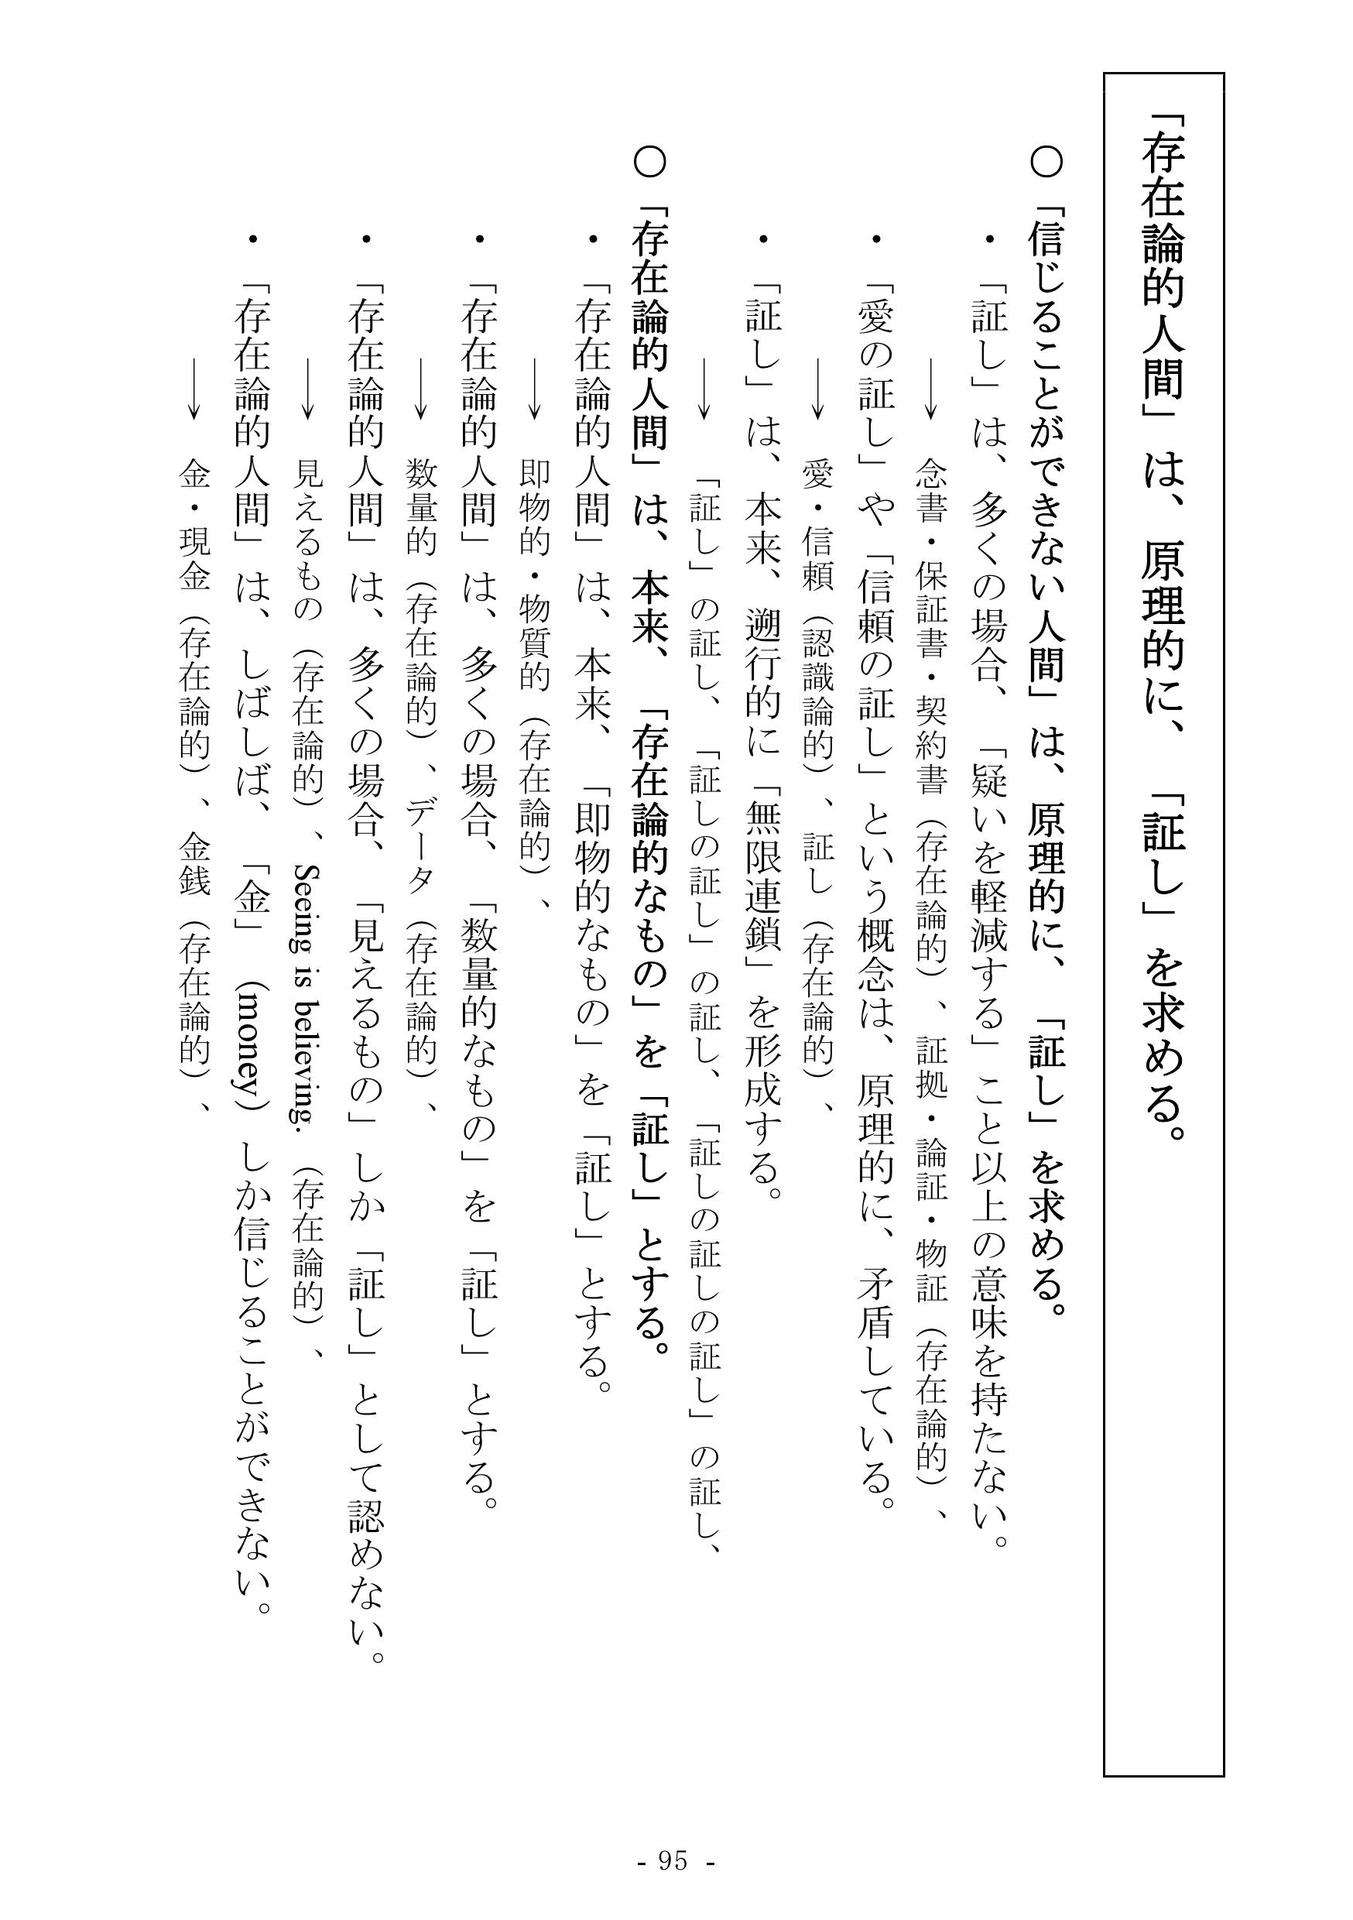 「存在論的人間」は、原理的に、「証し」を求める。
○「信じることができない人間」は、原理的に、「証し」を求める。
・「証し」は、多くの場合、「疑いを軽減する」こと以上の意味を持たない。
→ 念書・保証書・契約書（存在論的）、証拠・論証・物証（存在論的）、
・「愛の証し」や「信頼の証し」という概念は、原理的に、矛盾している。
→ 愛・信頼（認識論的）、証し（存在論的）、
・「証し」は、本来、遡行的に「無限連鎖」を形成する。
→ 「証し」の証し、「証しの証し」の証し、「証しの証しの証し」の証し、
○「存在論的人間」は、本来、「存在論的なもの」を「証し」とする。
・「存在論的人間」は、本来、「即物的なもの」を「証し」とする。
→ 即物的・物質的（存在論的）、
・「存在論的人間」は、多くの場合、「数量的なもの」を「証し」とする。
→ 数量的（存在論的）、データ（存在論的）、
・「存在論的人間」は、多くの場合、「見えるもの」しか「証し」として認めない。
→ 見えるもの（存在論的）、Seeing is believing.（存在論的）、
・「存在論的人間」は、しばしば、「金」（money）しか信じることができない。
→ 金・現金（存在論的）、金銭（存在論的）、
- 95 -